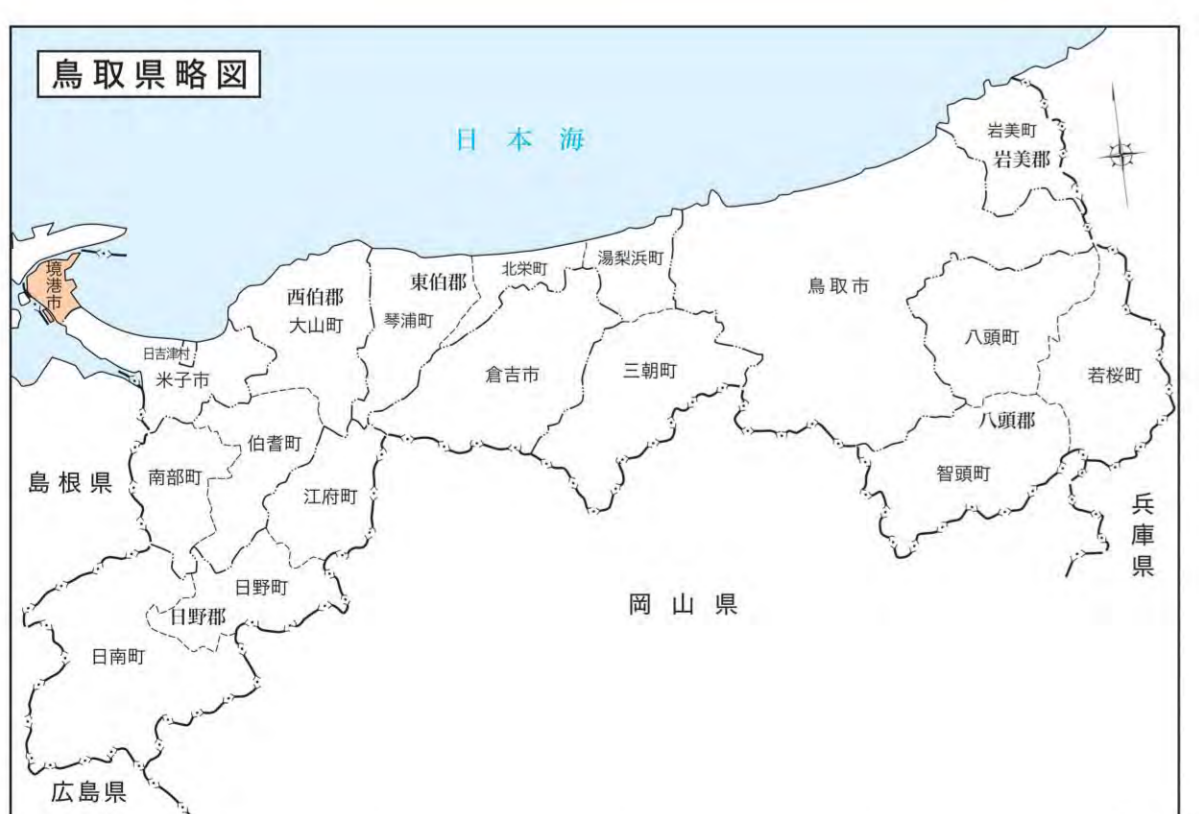 鳥取県略図
日本海
岩美町
岩美郡
境港市
湯梨浜町
北栄町
東伯郡
西伯郡
大山町
琴浦町
鳥取市
八頭町
日吉津村
米子市
倉吉市
三朝町
若桜町
八頭郡
伯耆町
島根県
南部町
江府町
智頭町
兵庫県
日野町
日野郡
岡山県
日南町
広島県